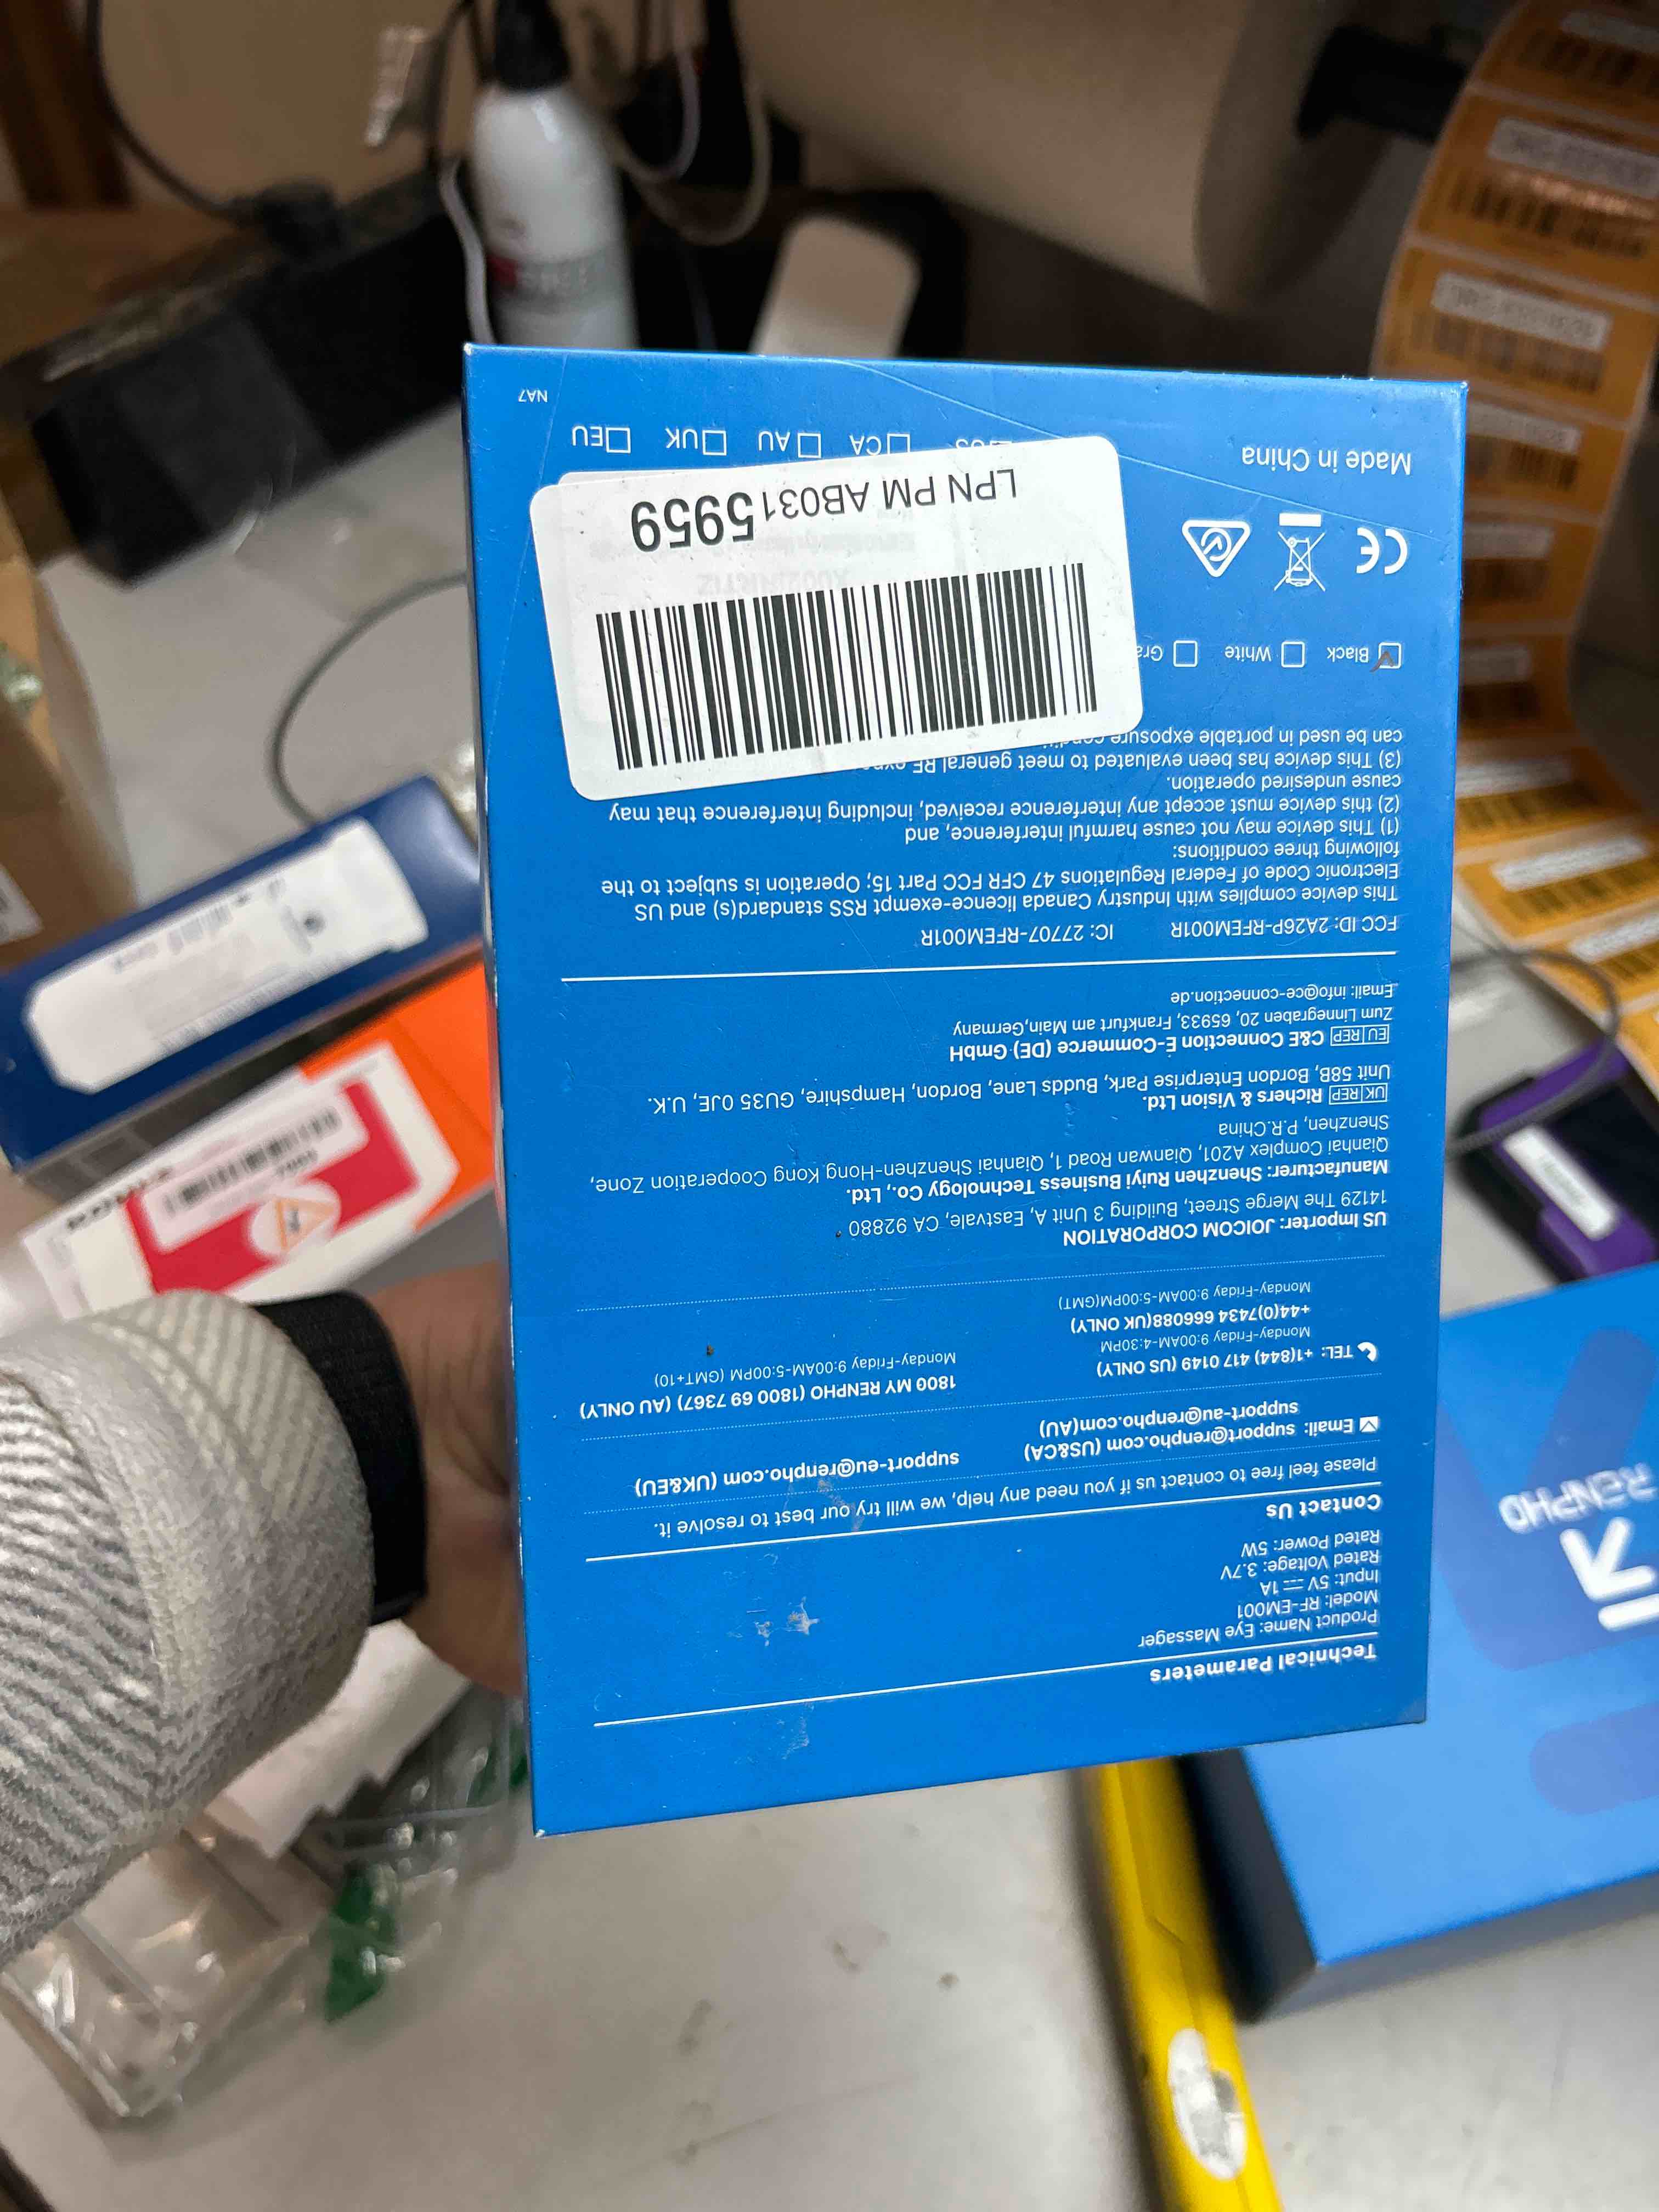 Technical Parameters
Product Name: Eye Massager
Model: RF-EM001
Input: 5V ⎓ 1A
Rated Voltage: 3.7V
Rated Power: 5W
Contact Us
Please feel free to contact us if you need any help, we will try our best to resolve it.
Email: support@renpho.com (US&CA)
support-eu@renpho.com (UK&EU)
support-au@renpho.com(AU)
TEL: +1(844) 417 0149 (US ONLY)
Monday-Friday 9:00AM-4:30PM
1800 MY RENPHO (1800 69 7367) (AU ONLY)
Monday-Friday 9:00AM-5:00PM (GMT+10)
+44(0)7434 666088(UK ONLY)
Monday-Friday 9:00AM-5:00PM(GMT)
US Importer: JOICOM CORPORATION
14129 The Merge Street, Building 3 Unit A, Eastvale, CA 92880
Manufacturer: Shenzhen Ruiyi Business Technology Co., Ltd.
Qianhai Complex A201, Qianwan Road 1, Qianhai Shenzhen-Hong Kong Cooperation Zone,
Shenzhen, P.R.China
UK REP Richers & Vision Ltd.
Unit 58B, Bordon Enterprise Park, Budds Lane, Bordon, Hampshire, GU35 0JE, U.K.
EU REP C&E Connection E-Commerce (DE) GmbH
Zum Linnegraben 20, 65933, Frankfurt am Main,Germany
Email: info@ce-connection.de
FCC ID: 2A26P-RFEM001R IC: 27707-RFEM001R
This device complies with Industry Canada licence-exempt RSS standard(s) and US
Electronic Code of Federal Regulations 47 CFR FCC Part 15; Operation is subject to the
following three conditions:
(1) This device may not cause harmful interference, and
(2) this device must accept any interference received, including interference that may
cause undesired operation.
(3) This device has been evaluated to meet general RF
can be used in portable exposure
Black White Gra
CE
LPN PM AB0315959
Made in China
US CA AU UK EU
NA7
RENPHO